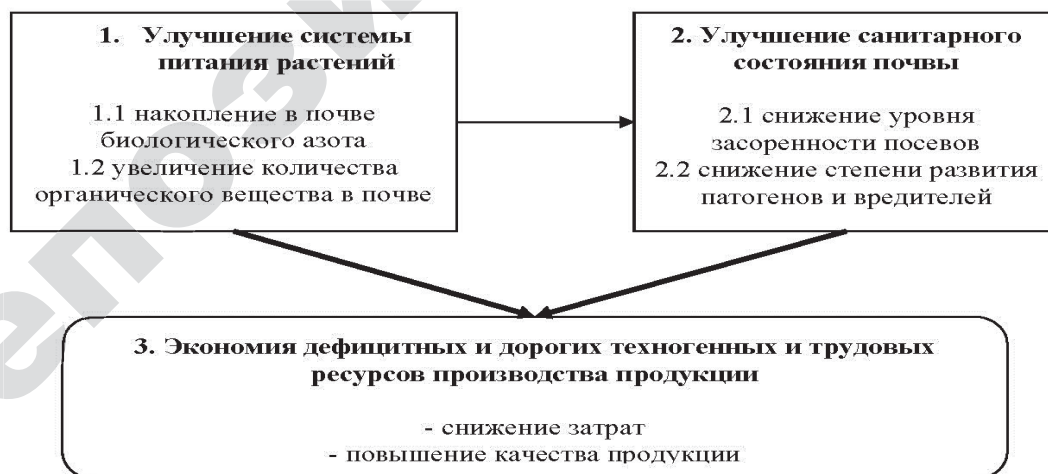 1. Улучшение системы
питания растений
1.1 накопление в почве
биологического азота
1.2 увеличение количества
органического вещества в почве
2. Улучшение санитарного
состояния почвы
2.1 снижение уровня
засоренности посевов
2.2 снижение степени развития
патогенов и вредителей
3. Экономия дефицитных и дорогих техногенных и трудовых
ресурсов производства продукции
- снижение затрат
- повышение качества продукции